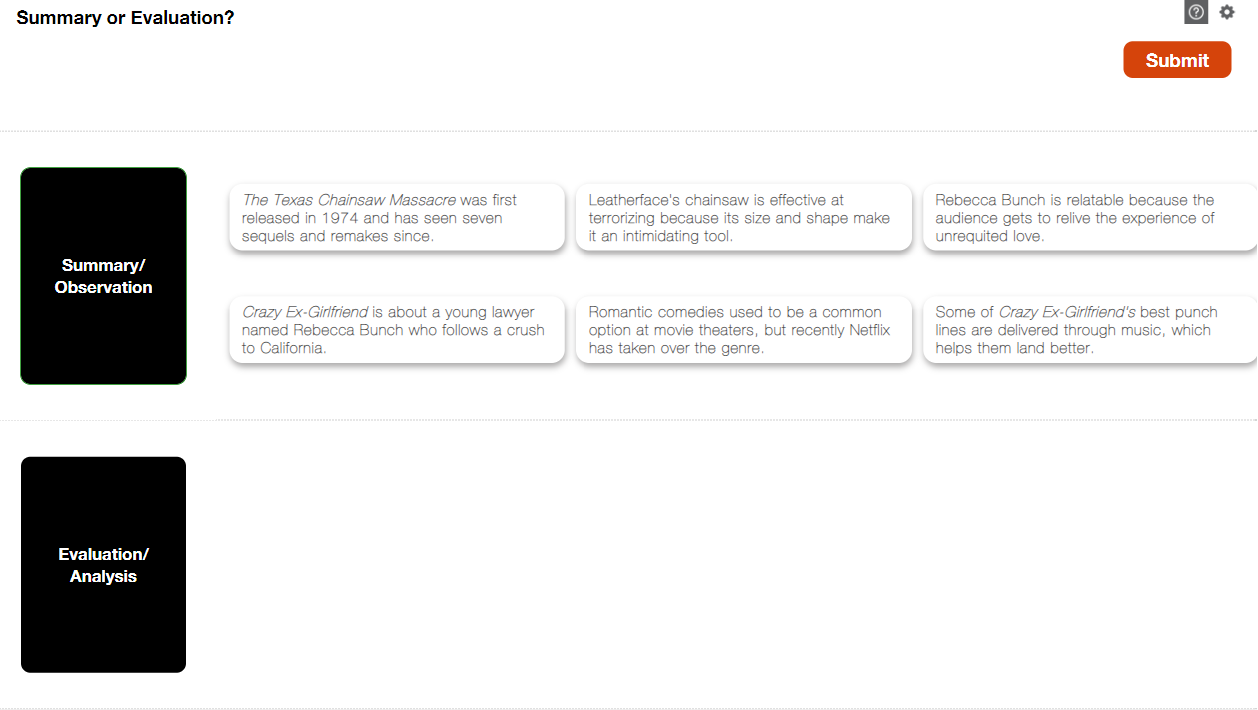 Summary or Evaluation?
Submit
Summary/
Observation
The Texas Chainsaw Massacre was first
released in 1974 and has seen seven
sequels and remakes since.
Leatherface's chainsaw is effective at
terrorizing because its size and shape make
it an intimidating tool.
Rebecca Bunch is relatable because the
audience gets to relive the experience of
unrequited love.
Crazy Ex-Girlfriend is about a young lawyer
named Rebecca Bunch who follows a crush
to California.
Romantic comedies used to be a common
option at movie theaters, but recently Netflix
has taken over the genre.
Some of Crazy Ex-Girlfriend's best punch
lines are delivered through music, which
helps them land better.
Evaluation/
Analysis